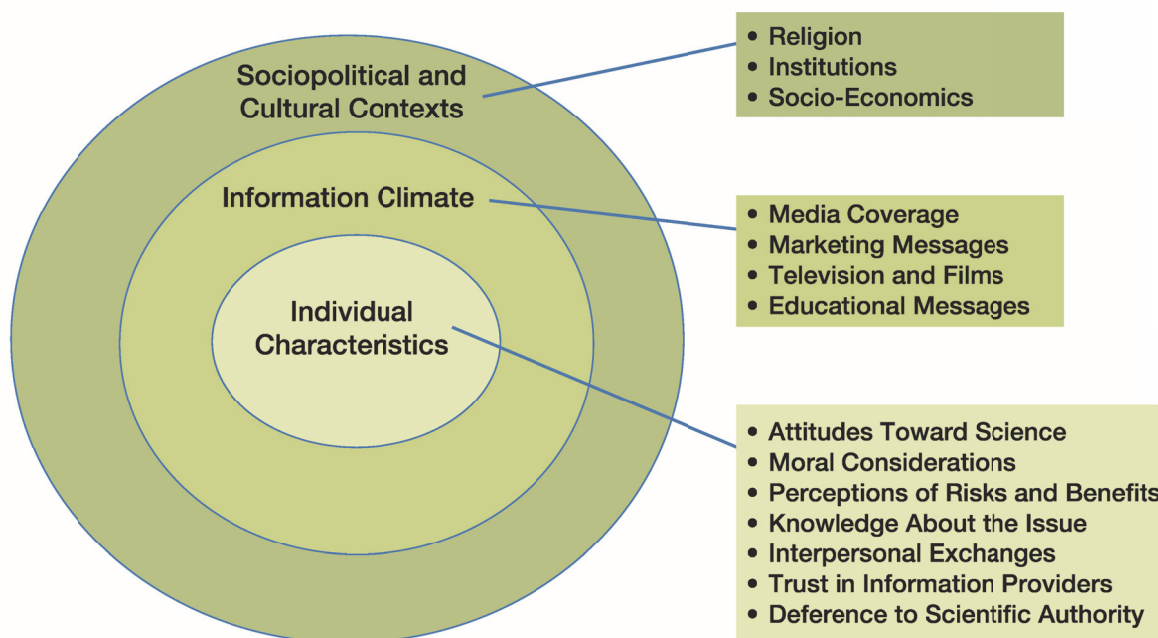 Sociopolitical and
Cultural Contexts
Information Climate
Individual
Characteristics
• Religion
• Institutions
• Socio-Economics
• Media Coverage
• Marketing Messages
• Television and Films
• Educational Messages
• Attitudes Toward Science
• Moral Considerations
• Perceptions of Risks and Benefits
• Knowledge About the Issue
• Interpersonal Exchanges
• Trust in Information Providers
• Deference to Scientific Authority